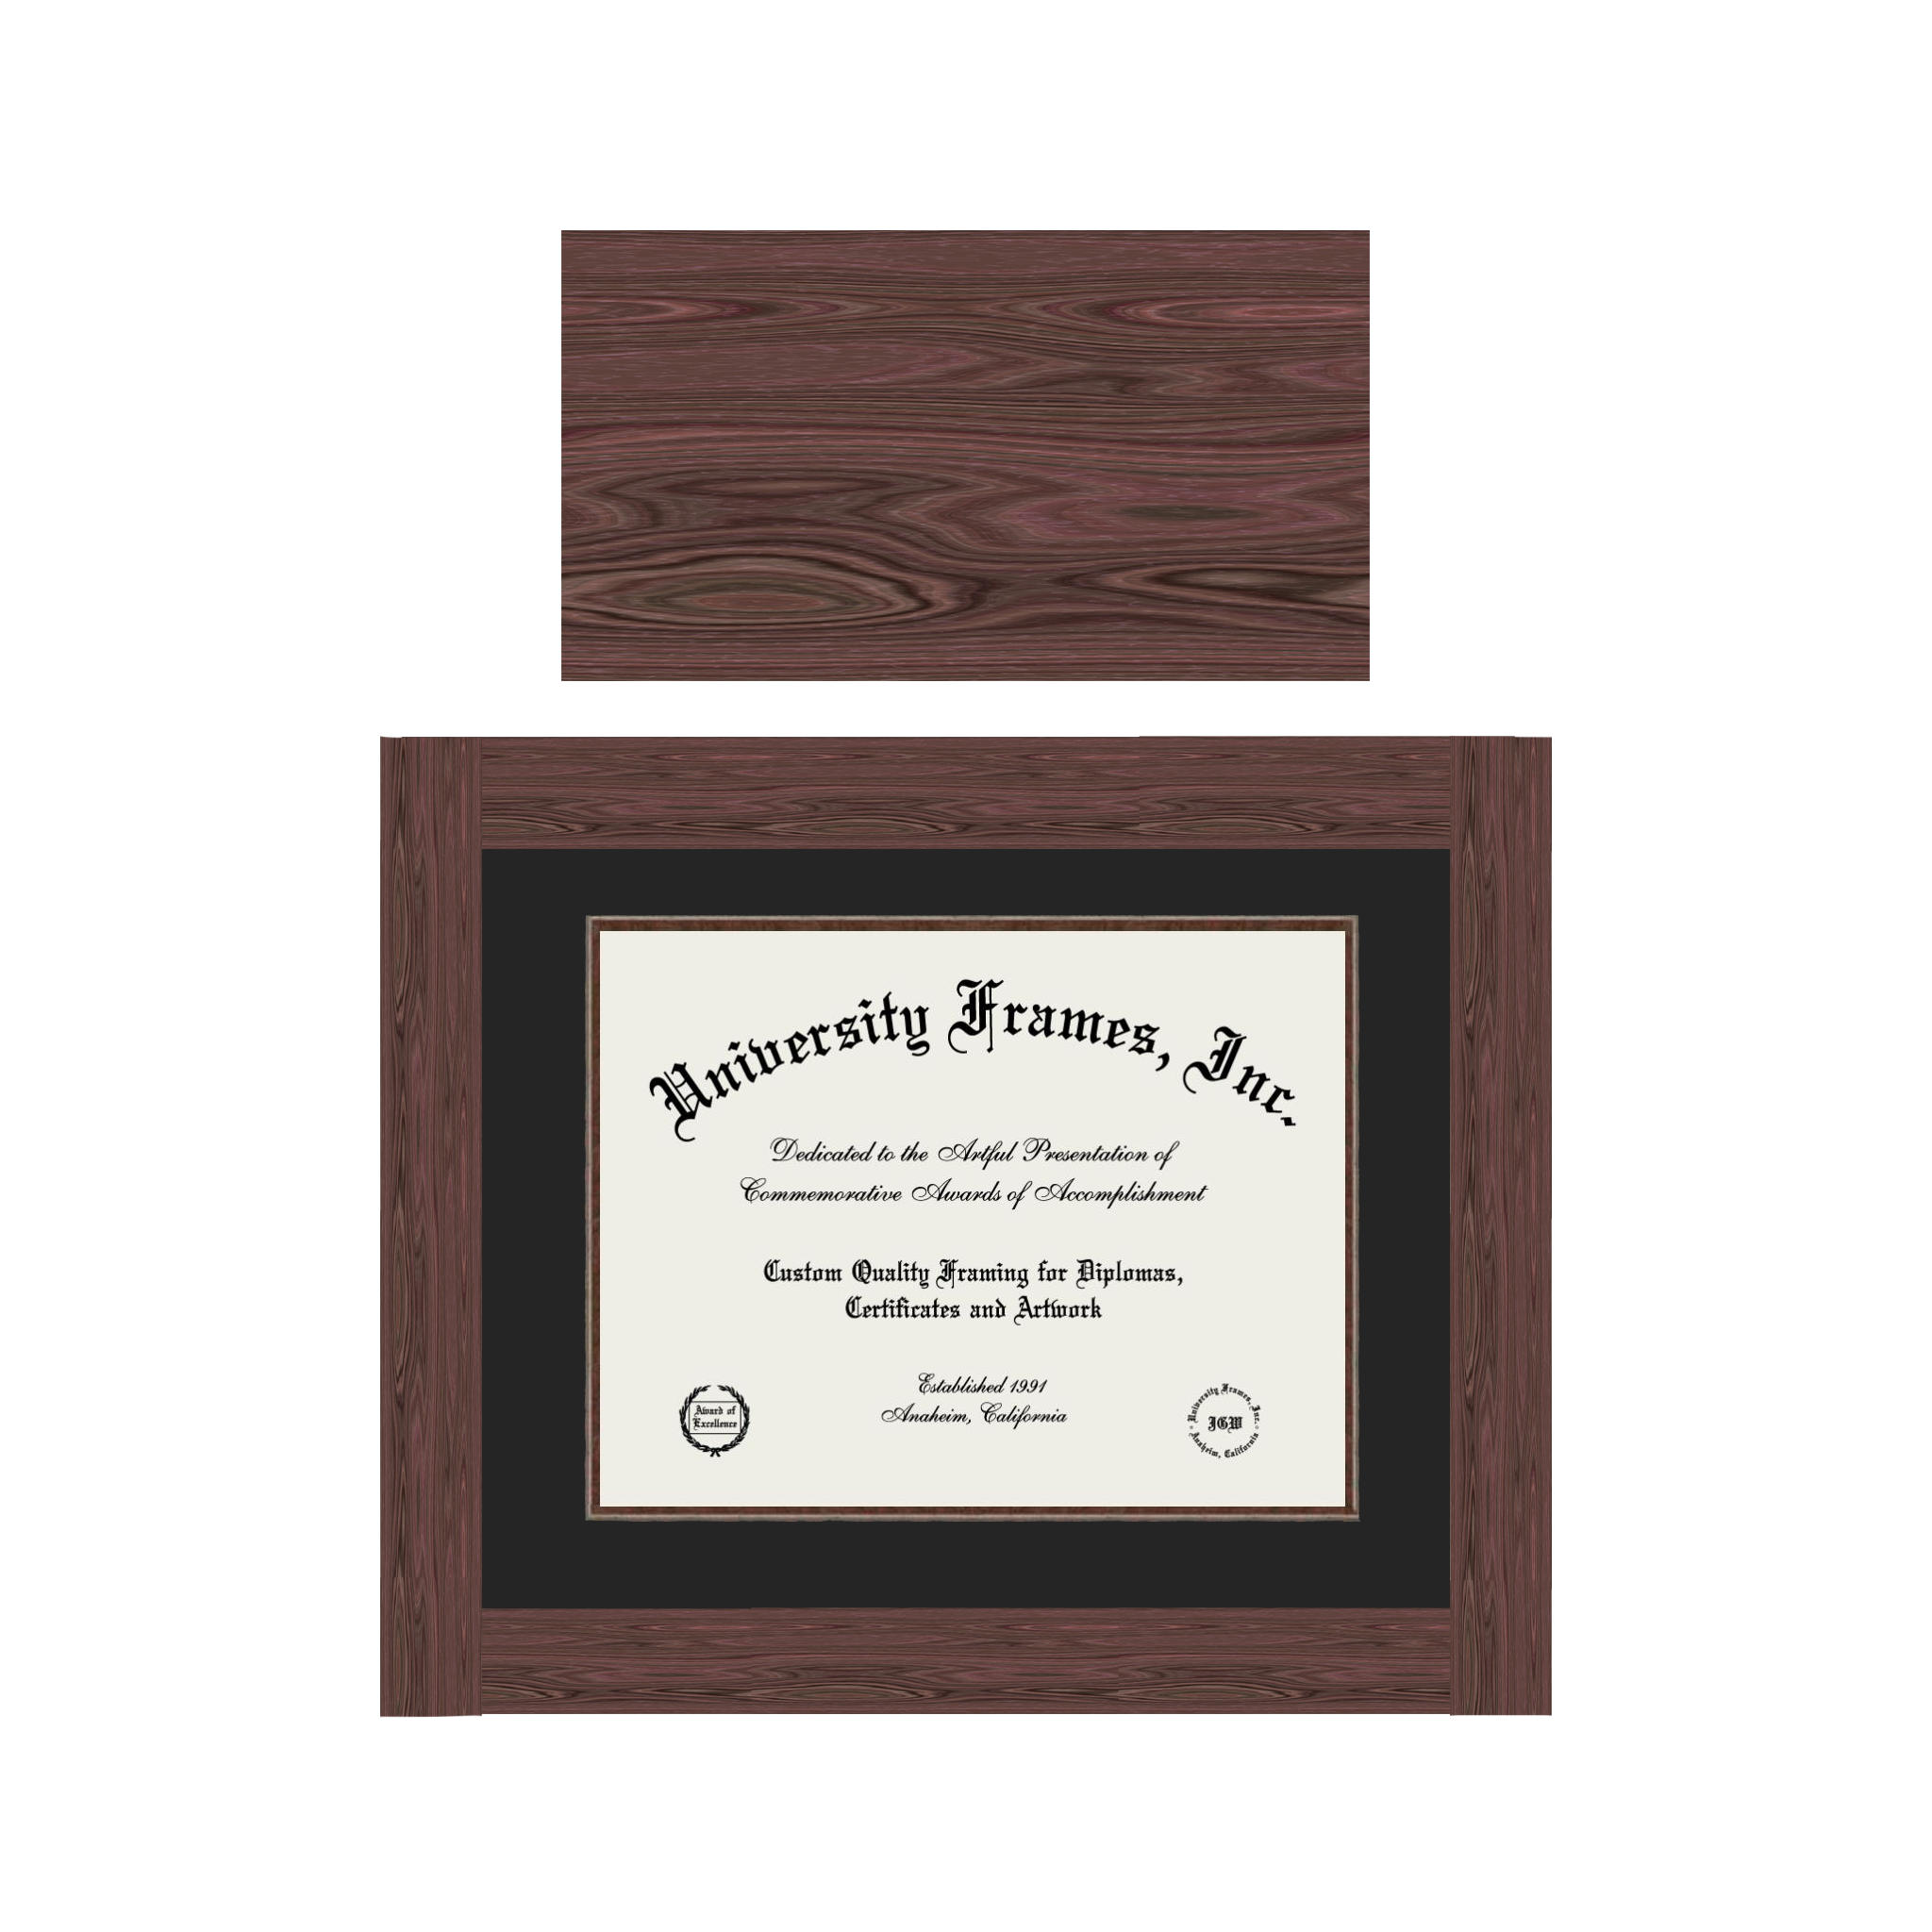 University Frames, Inc.
Dedicated to the Artful Presentation of
Commemorative Awards of Accomplishment
Custom Quality Framing for Diplomas,
Certificates and Artwork
Established 1991
Anaheim, California
Award of
Excellence
University Frames, Inc.
JGW
Anaheim, California